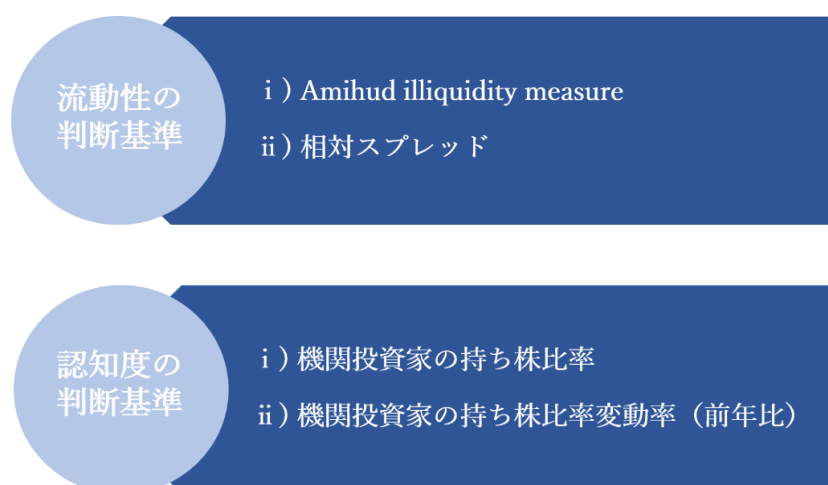 流動性の
判断基準
ⅰ）Amihud illiquidity measure
ⅱ）相対スプレッド
認知度の
判断基準
ⅰ）機関投資家の持ち株比率
ⅱ）機関投資家の持ち株比率変動率（前年比）